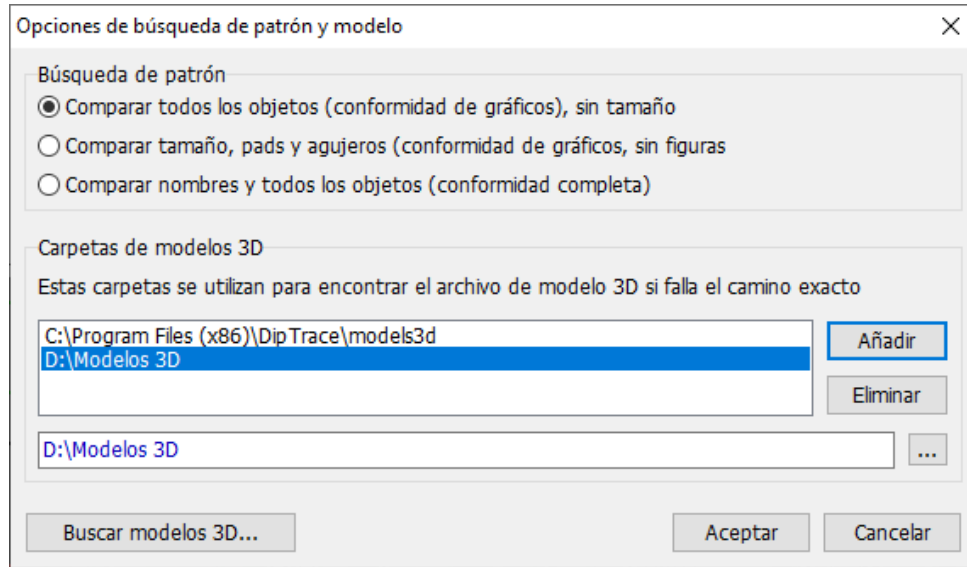 Opciones de búsqueda de patrón y modelo
Búsqueda de patrón
Comparar todos los objetos (conformidad de gráficos), sin tamaño
Comparar tamaño, pads y agujeros (conformidad de gráficos, sin figuras
Comparar nombres y todos los objetos (conformidad completa)
Carpetas de modelos 3D
Estas carpetas se utilizan para encontrar el archivo de modelo 3D si falla el camino exacto
C:\Program Files (x86)\DipTrace\models3d
D:\Modelos 3D
Añadir
Eliminar
D:\Modelos 3D
...
Buscar modelos 3D...
Aceptar
Cancelar